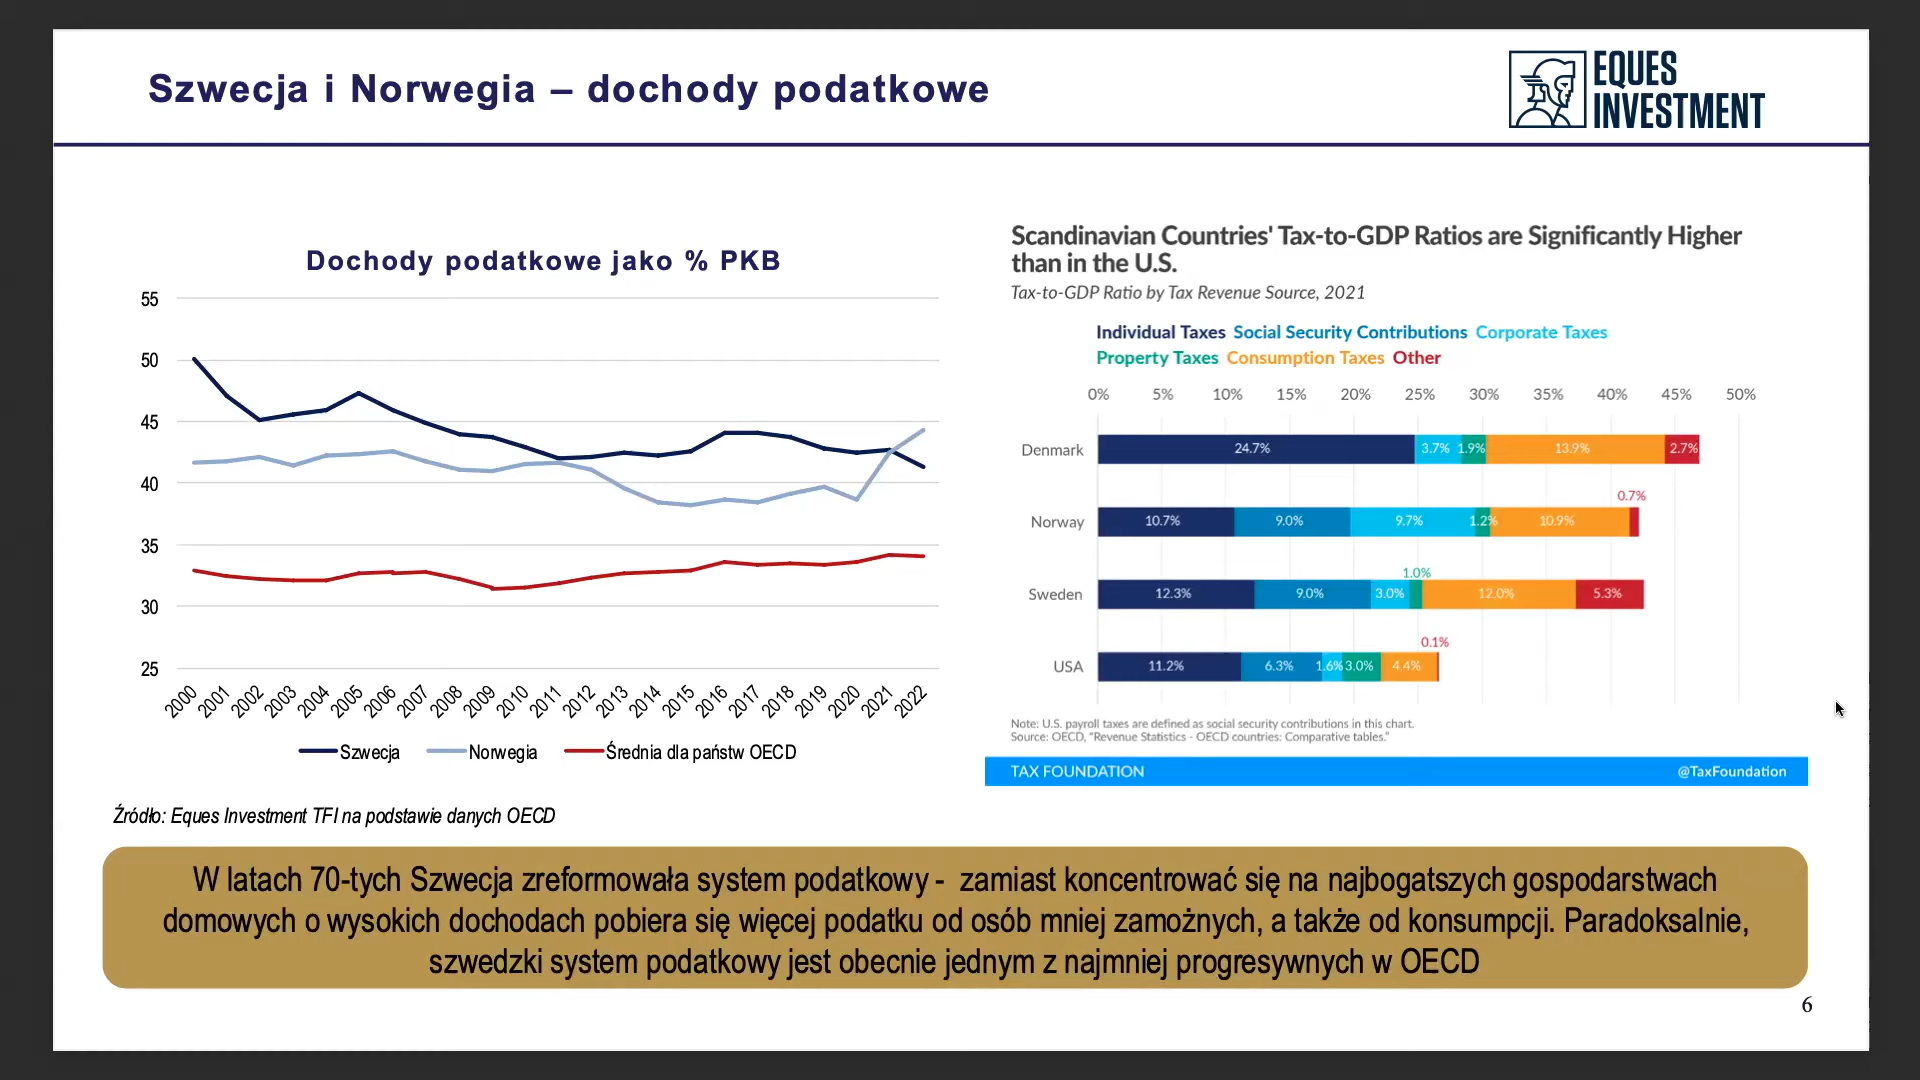 Szwecja i Norwegia – dochody podatkowe
EQUES
INVESTMENT
Dochody podatkowe jako % PKB
55
50
45
40
35
30
25
2000 2001 2002 2003 2004 2005 2006 2007 2008 2009 2010 2011 2012 2013 2014 2015 2016 2017 2018 2019 2020 2021 2022
Szwecja Norwegia Średnia dla państw OECD
Źródło: Eques Investment TFI na podstawie danych OECD
Scandinavian Countries' Tax-to-GDP Ratios are Significantly Higher
than in the U.S.
Tax-to-GDP Ratio by Tax Revenue Source, 2021
Individual Taxes Social Security Contributions Corporate Taxes
Property Taxes Consumption Taxes Other
0% 5% 10% 15% 20% 25% 30% 35% 40% 45% 50%
Denmark 24.7% 3.7% 1.9% 13.9% 2.7%
0.7%
Norway 10.7% 9.0% 9.7% 1.2% 10.9%
1.0%
Sweden 12.3% 9.0% 3.0% 12.0% 5.3%
0.1%
USA 11.2% 6.3% 1.6% 3.0% 4.4%
Note: U.S. payroll taxes are defined as social security contributions in this chart.
Source: OECD, “Revenue Statistics - OECD countries: Comparative tables.”
TAX FOUNDATION @TaxFoundation
W latach 70-tych Szwecja zreformowała system podatkowy - zamiast koncentrować się na najbogatszych gospodarstwach
domowych o wysokich dochodach pobiera się więcej podatku od osób mniej zamożnych, a także od konsumpcji. Paradoksalnie,
szwedzki system podatkowy jest obecnie jednym z najmniej progresywnych w OECD
6